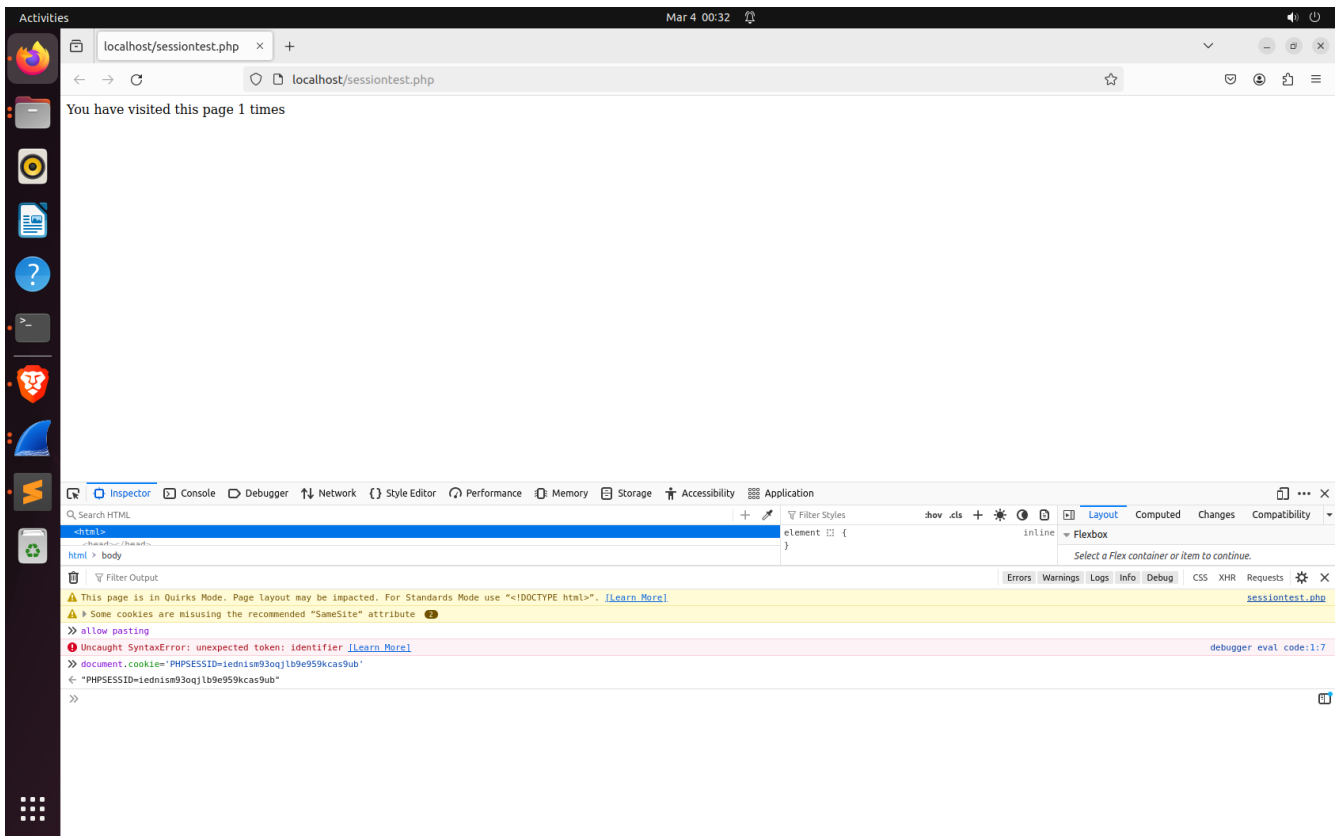 Activities
Mar 4 00:32
localhost/sessiontest.php
localhost/sessiontest.php
You have visited this page 1 times
Inspector Console Debugger Network Style Editor Performance Memory Storage Accessibility Application
Search HTML
Filter Styles
:hov .cls
Layout Computed Changes Compatibility
<html>
<head></head>
element {
inline
}
Flexbox
Select a Flex container or item to continue.
html > body
Filter Output
Errors Warnings Logs Info Debug CSS XHR Requests
This page is in Quirks Mode. Page layout may be impacted. For Standards Mode use “<!DOCTYPE html>”. [Learn More]
sessiontest.php
Some cookies are misusing the recommended “SameSite“ attribute 2
>> allow pasting
Uncaught SyntaxError: unexpected token: identifier [Learn More]
debugger eval code:1:7
>> document.cookie='PHPSESSID=iednism93oqjlb9e959kcas9ub'
← "PHPSESSID=iednism93oqjlb9e959kcas9ub"
>>